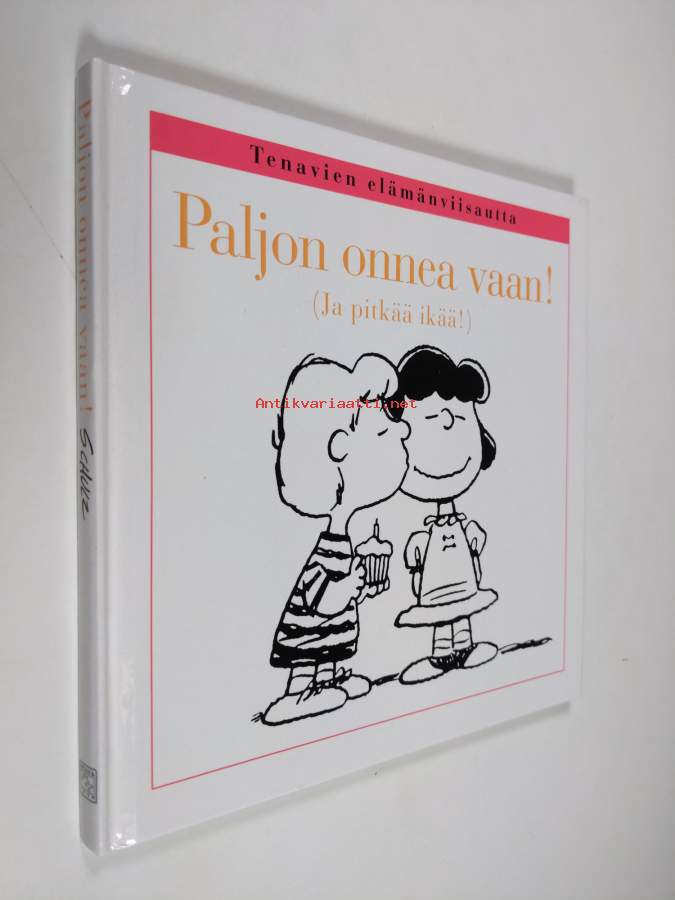 Tenavien elämänviisautta
Paljon onnea vaan!
(Ja pitkää ikää!)
Antikvariaatti.net
Paljon onnea vaan!
SCHULZ